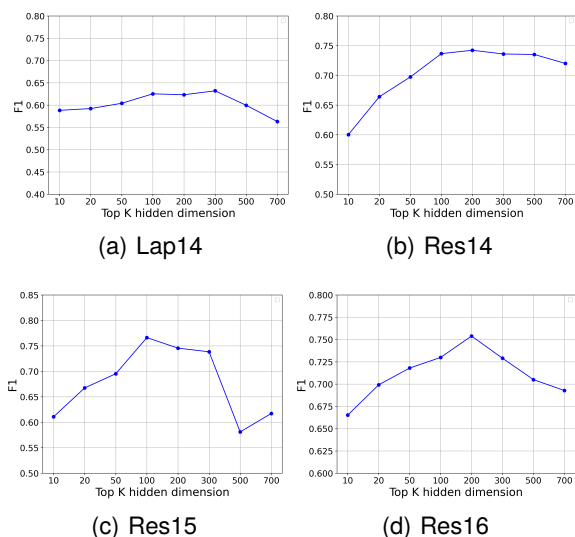 0.80
0.75
0.70
0.65
0.60
0.55
0.50
0.45
0.40
F1
10 20 50 100 200 300 500 700
Top K hidden dimension
(a) Lap14
0.80
0.75
0.70
0.65
0.60
0.55
0.50
F1
10 20 50 100 200 300 500 700
Top K hidden dimension
(b) Res14
0.85
0.80
0.75
0.70
0.65
0.60
0.55
0.50
F1
10 20 50 100 200 300 500 700
Top K hidden dimension
(c) Res15
0.800
0.775
0.750
0.725
0.700
0.675
0.650
0.625
0.600
F1
10 20 50 100 200 300 500 700
Top K hidden dimension
(d) Res16